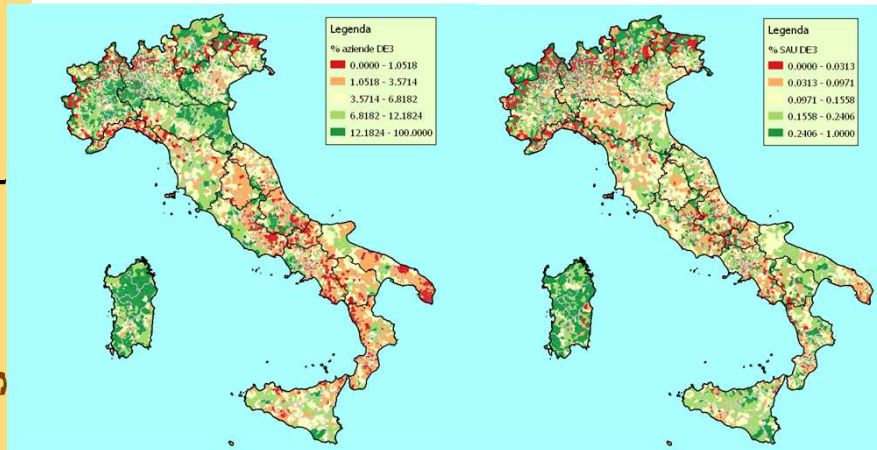 Legenda
% aziende DE3
0.0000 - 1.0518
1.0518 - 3.5714
3.5714 - 6.8182
6.8182 - 12.1824
12.1824 - 100.0000
Legenda
% SAU DE3
0.0000 - 0.0313
0.0313 - 0.0971
0.0971 - 0.1558
0.1558 - 0.2406
0.2406 - 1.0000